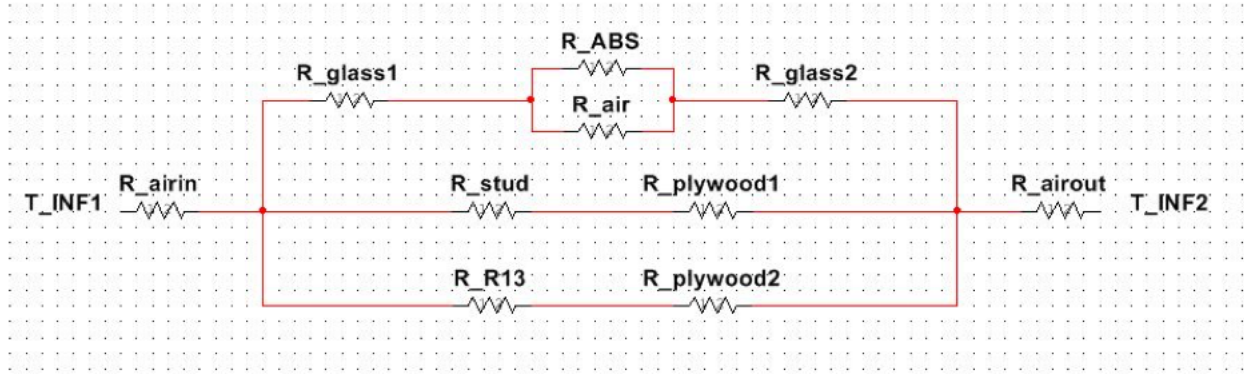 R_ABS
R_glass1
R_glass2
R_air
T_INF1
R_airin
R_stud
R_plywood1
R_airout
T_INF2
R_R13
R_plywood2